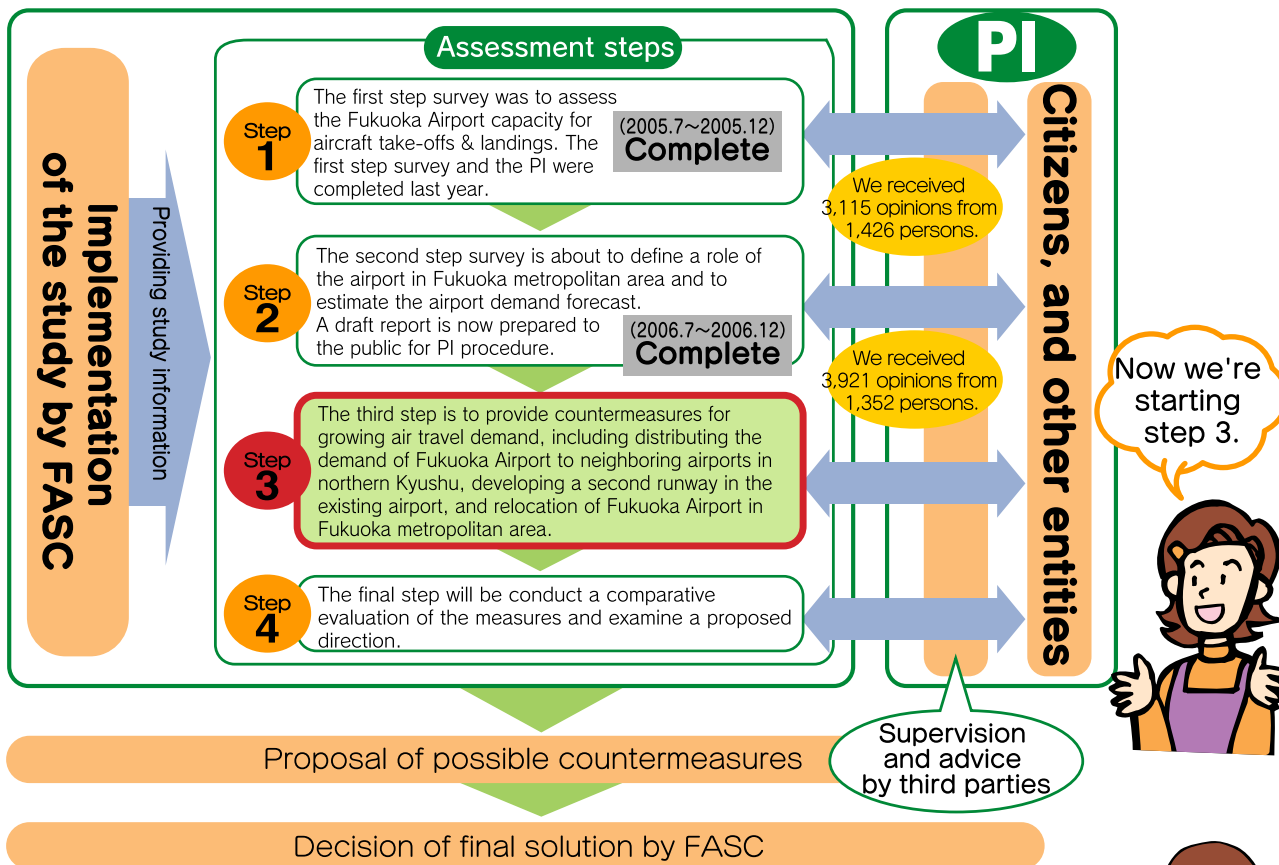 Assessment steps
PI
Implementation
of the study by FASC
Providing study information
Step
1
The first step survey was to assess
the Fukuoka Airport capacity for
aircraft take-offs & landings. The
first step survey and the PI were
completed last year.
(2005.7~2005.12)
Complete
We received
3,115 opinions from
1,426 persons.
Step
2
The second step survey is about to define a role of
the airport in Fukuoka metropolitan area and to
estimate the airport demand forecast.
A draft report is now prepared to
the public for PI procedure.
(2006.7~2006.12)
Complete
We received
3,921 opinions from
1,352 persons.
Step
3
The third step is to provide countermeasures for
growing air travel demand, including distributing the
demand of Fukuoka Airport to neighboring airports in
northern Kyushu, developing a second runway in the
existing airport, and relocation of Fukuoka Airport in
Fukuoka metropolitan area.
Step
4
The final step will be conduct a comparative
evaluation of the measures and examine a proposed
direction.
Citizens, and other entities
Now we're
starting
step 3.
Supervision
and advice
by third parties
Proposal of possible countermeasures
Decision of final solution by FASC